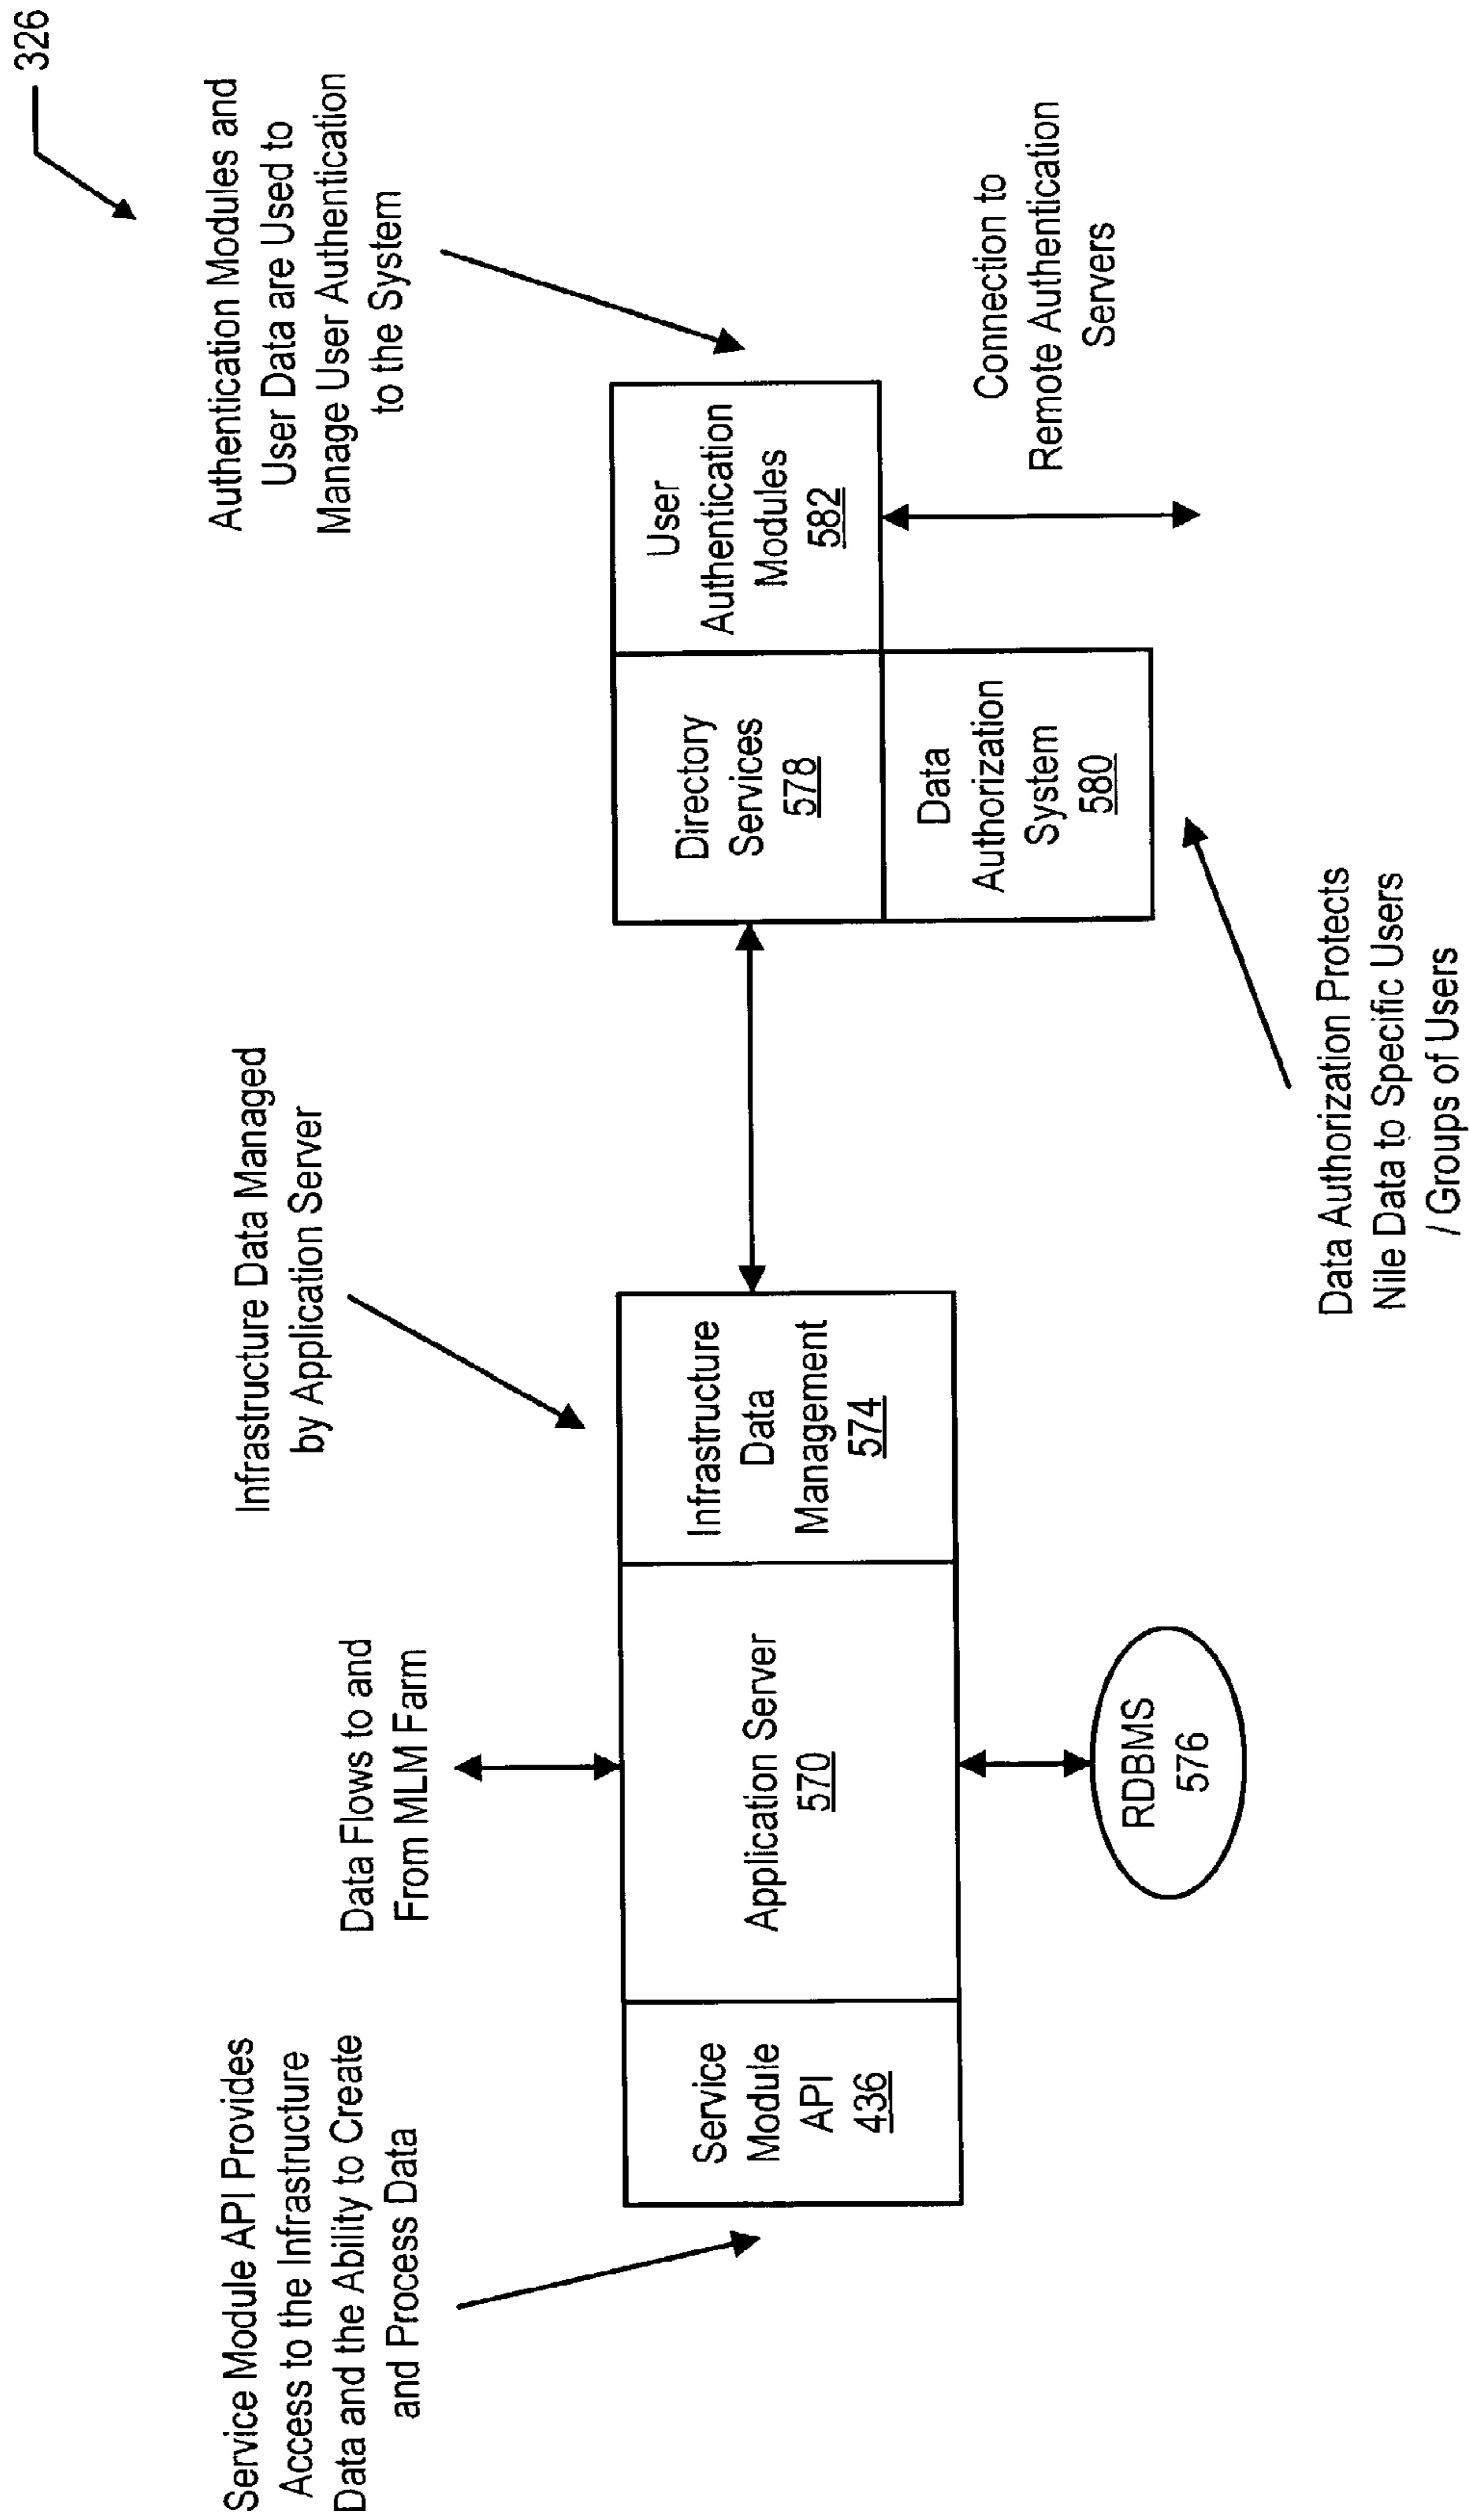 326
Authentication Modules and
User Data are Used to
Manage User Authentication
to the System
Infrastructure Data Managed
by Application Server
Data Flows to and
From MLM Farm
Service Module API Provides
Access to the Infrastructure
Data and the Ability to Create
and Process Data
Service
Module
API
436
Application Server
570
Infrastructure
Data
Management
574
Directory
Services
578
User
Authentication
Modules
582
Data
Authorization
System
580
Connection to
Remote Authentication
Servers
RDBMS
576
Data Authorization Protects
Nile Data to Specific Users
/ Groups of Users